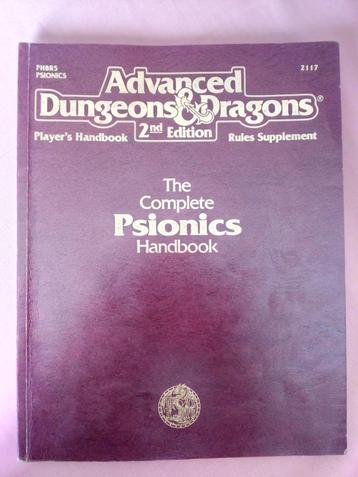 PHBR5
PSIONICS
2117
Advanced
Dungeons & Dragons®
Player's Handbook 2nd Edition Rules Supplement
The
Complete
Psionics
Handbook